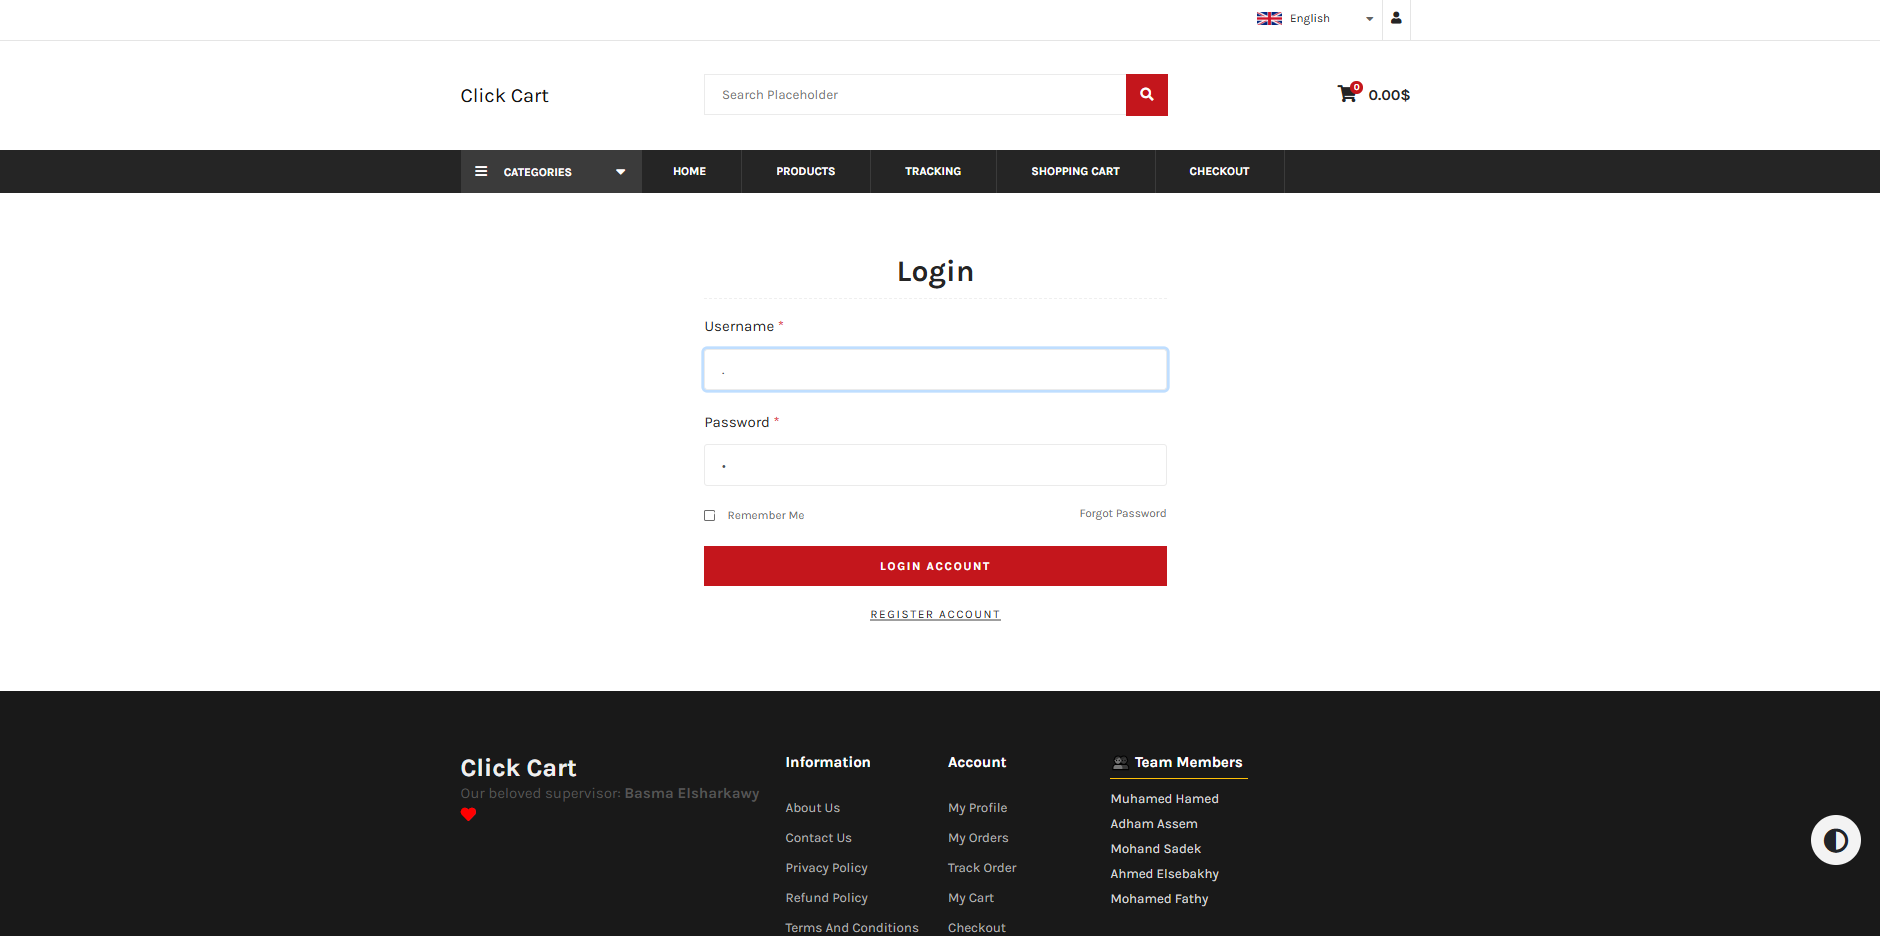 English
Click Cart
Search Placeholder
0
0.00$
CATEGORIES
HOME
PRODUCTS
TRACKING
SHOPPING CART
CHECKOUT
Login
Username *
.
Password *
•
Remember Me
Forgot Password
LOGIN ACCOUNT
REGISTER ACCOUNT
Click Cart
Our beloved supervisor: Basma Elsharkawy
Information
About Us
Contact Us
Privacy Policy
Refund Policy
Terms And Conditions
Account
My Profile
My Orders
Track Order
My Cart
Checkout
Team Members
Muhamed Hamed
Adham Assem
Mohand Sadek
Ahmed Elsebakhy
Mohamed Fathy